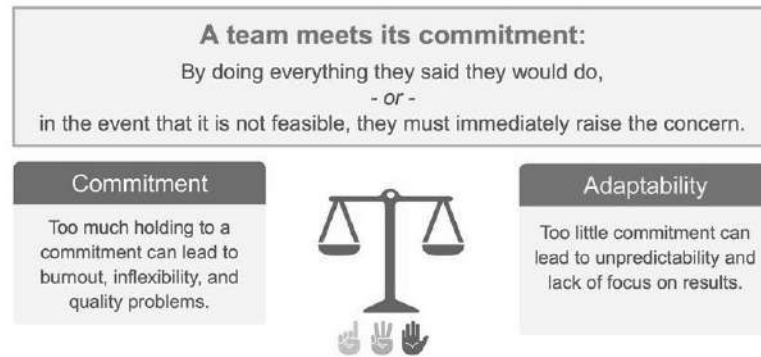 A team meets its commitment:
By doing everything they said they would do,
- or -
in the event that it is not feasible, they must immediately raise the concern.
Commitment
Too much holding to a
commitment can lead to
burnout, inflexibility, and
quality problems.
Adaptability
Too little commitment can
lead to unpredictability and
lack of focus on results.